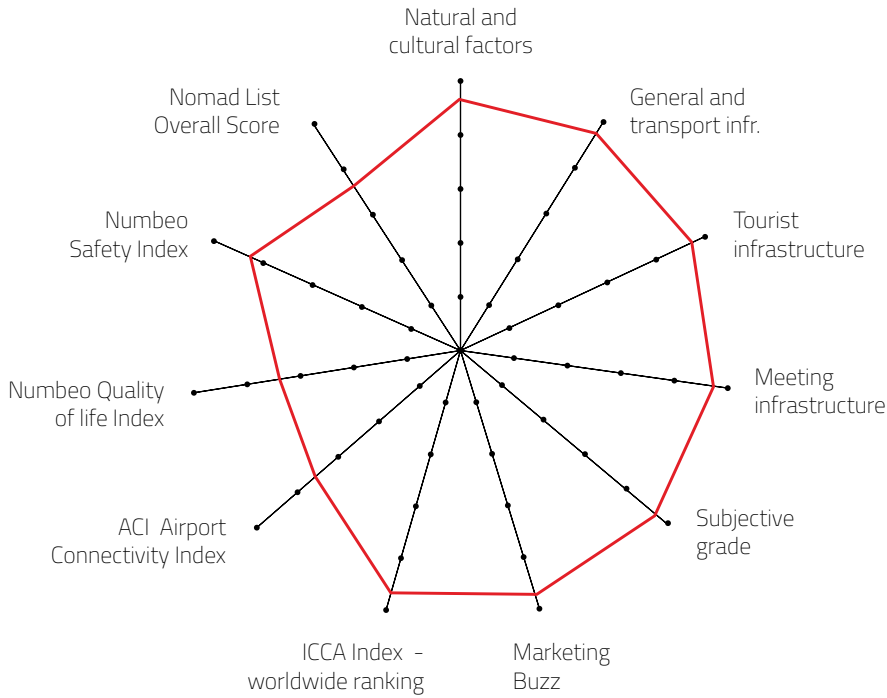 Natural and
cultural factors
General and
transport infr.
Tourist
infrastructure
Meeting
infrastructure
Subjective
grade
Marketing
Buzz
ICCA Index -
worldwide ranking
ACI Airport
Connectivity Index
Numbeo Quality
of life Index
Numbeo
Safety Index
Nomad List
Overall Score